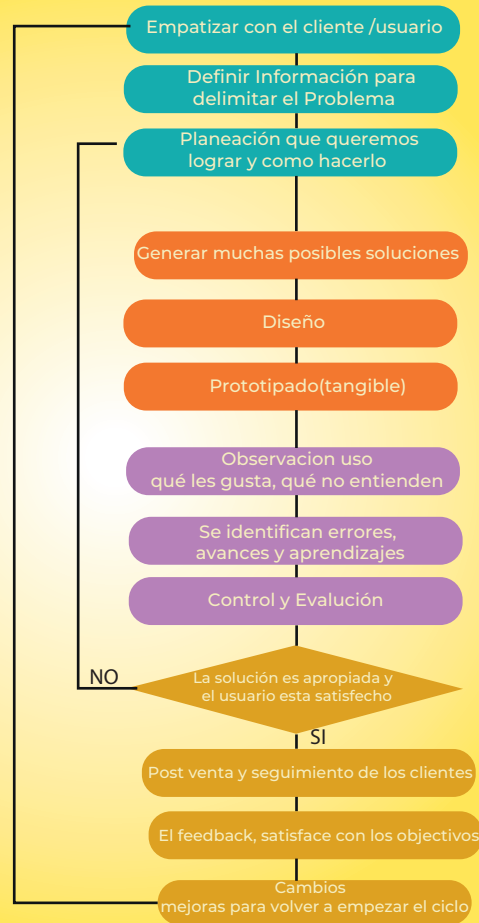 Empatizar con el cliente /usuario
Definir Información para
delimitar el Problema
Planeación que queremos
lograr y como hacerlo
Generar muchas posibles soluciones
Diseño
Prototipado(tangible)
Observacion uso
qué les gusta, qué no entienden
Se identifican errores,
avances y aprendizajes
Control y Evalución
NO
La solución es apropiada y
el usuario esta satisfecho
SI
Post venta y seguimiento de los clientes
El feedback, satisface con los objectivos
Cambios
mejoras para volver a empezar el ciclo